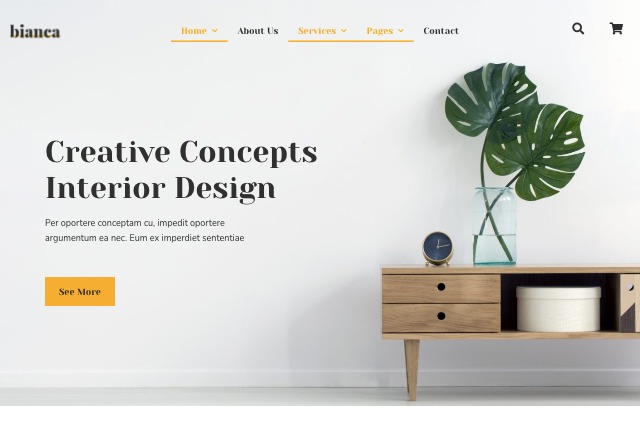 bianca
Home
About Us
Services
Pages
Contact
Creative Concepts
Interior Design
Per oportere conceptam cu, impedit oportere
argumentum ea nec. Eum ex imperdiet sententiae
See More